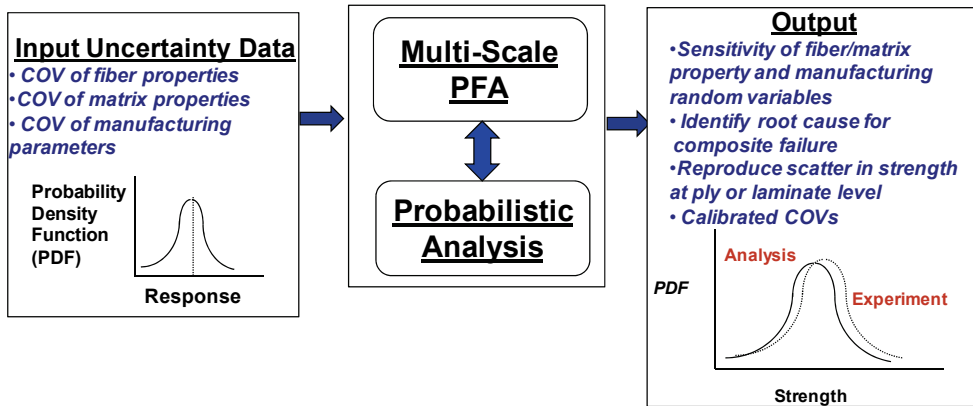 Input Uncertainty Data
• COV of fiber properties
•COV of matrix properties
• COV of manufacturing
parameters
Probability
Density
Function
(PDF)
Response
Multi-Scale
PFA
Probabilistic
Analysis
Output
•Sensitivity of fiber/matrix
property and manufacturing
random variables
• Identify root cause for
composite failure
•Reproduce scatter in strength
at ply or laminate level
• Calibrated COVs
Analysis
PDF
Experiment
Strength